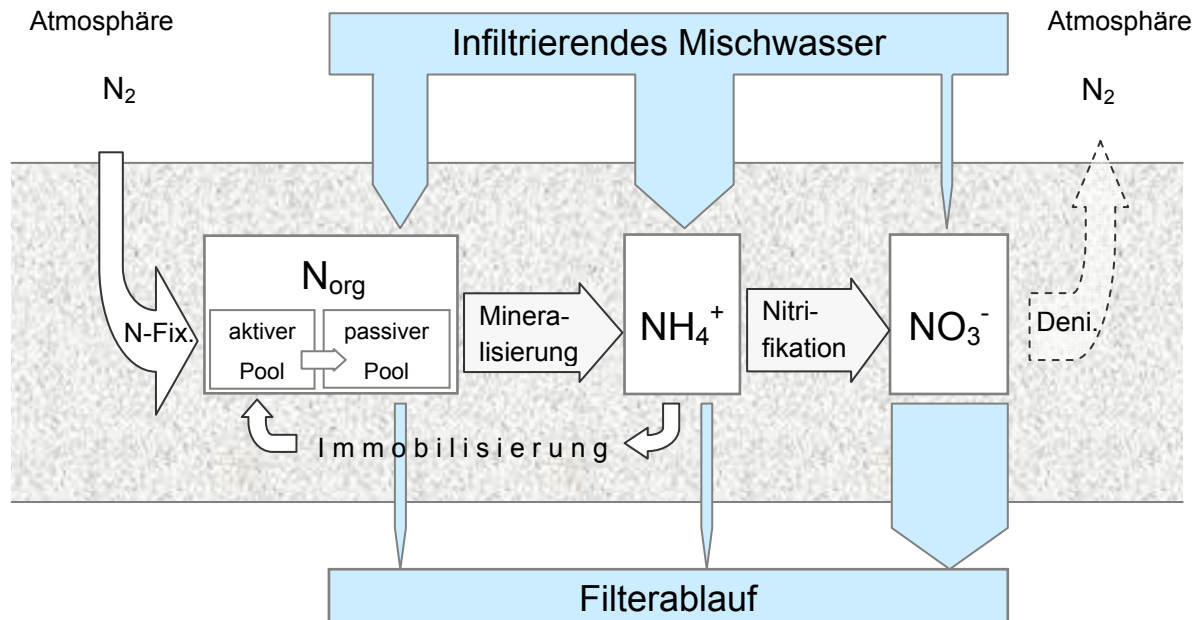 Atmosphäre
Infiltrierendes Mischwasser
Atmosphäre
N₂
N₂
N-Fix.
N_org
aktiver
Pool
passiver
Pool
Minera-
lisierung
NH₄⁺
Nitri-
fikation
NO₃⁻
Deni.
Immobilisierung
Filterablauf